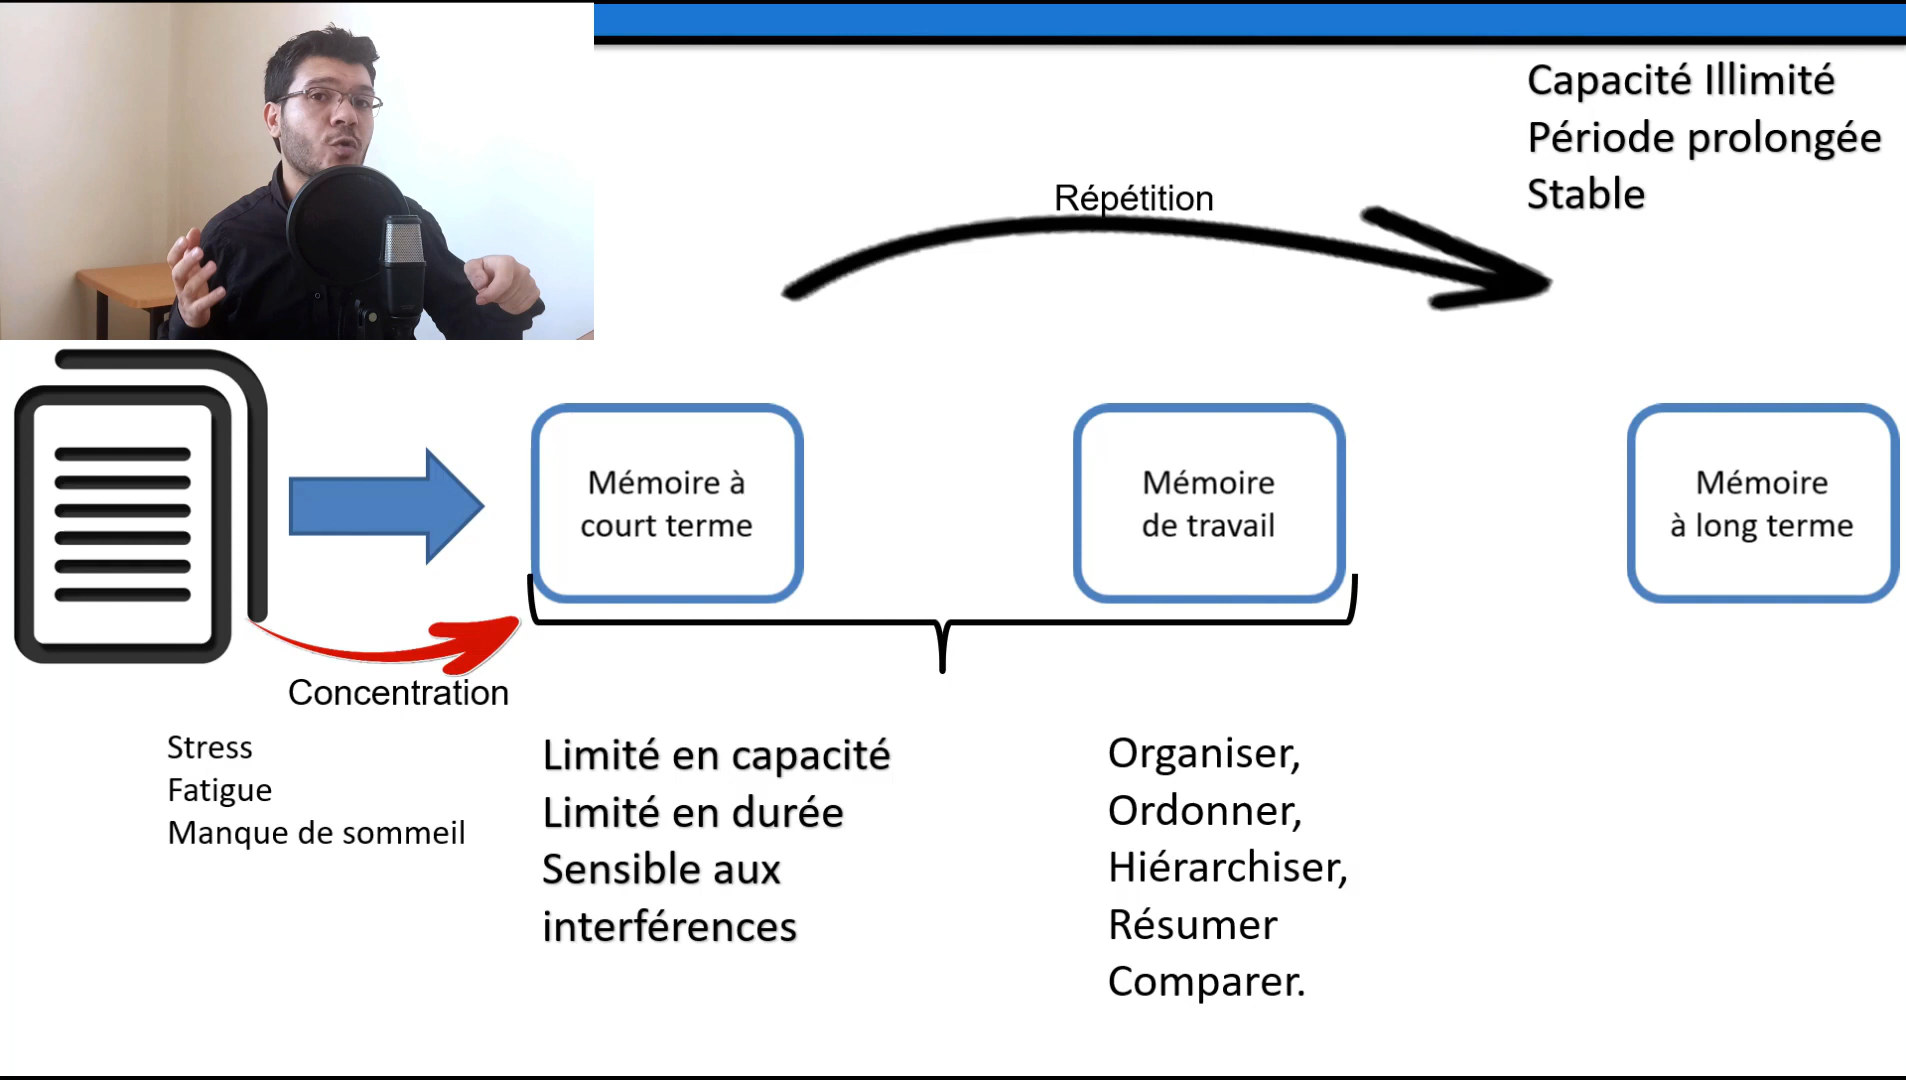 Capacité Illimité
Période prolongée
Stable
Répétition
Mémoire à
court terme
Mémoire
de travail
Mémoire
à long terme
Concentration
Stress
Fatigue
Manque de sommeil
Limité en capacité
Limité en durée
Sensible aux
interférences
Organiser,
Ordonner,
Hiérarchiser,
Résumer
Comparer.